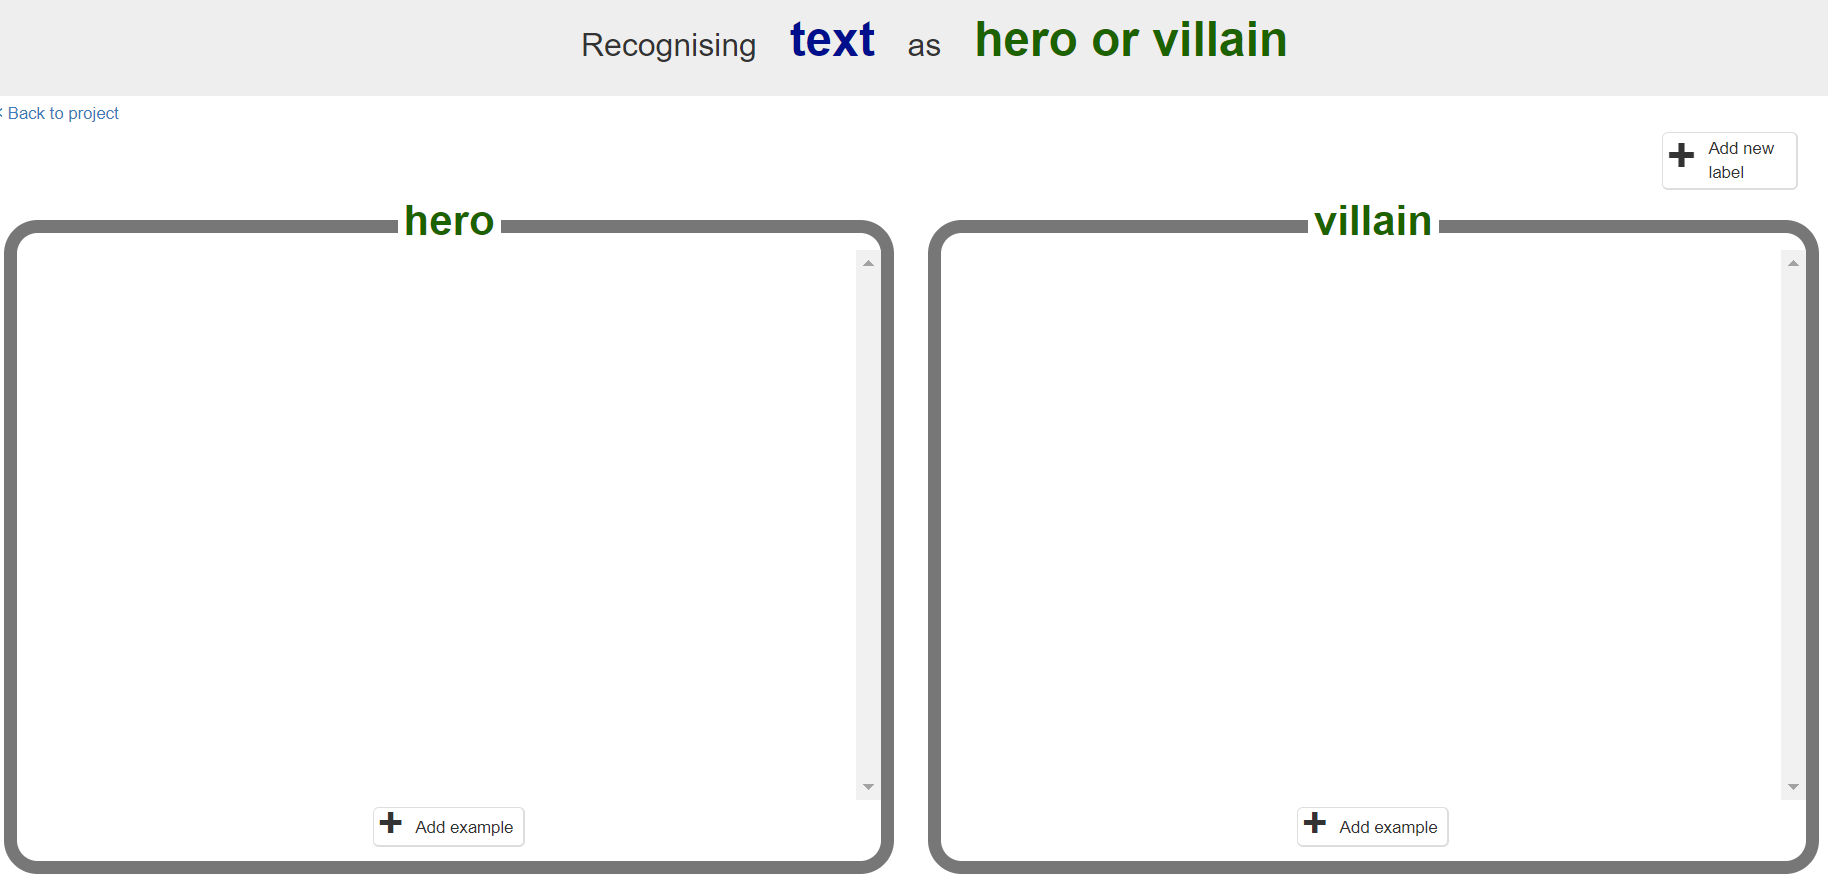 Recognising text as hero or villain
< Back to project
Add new
label
hero
villain
Add example
Add example